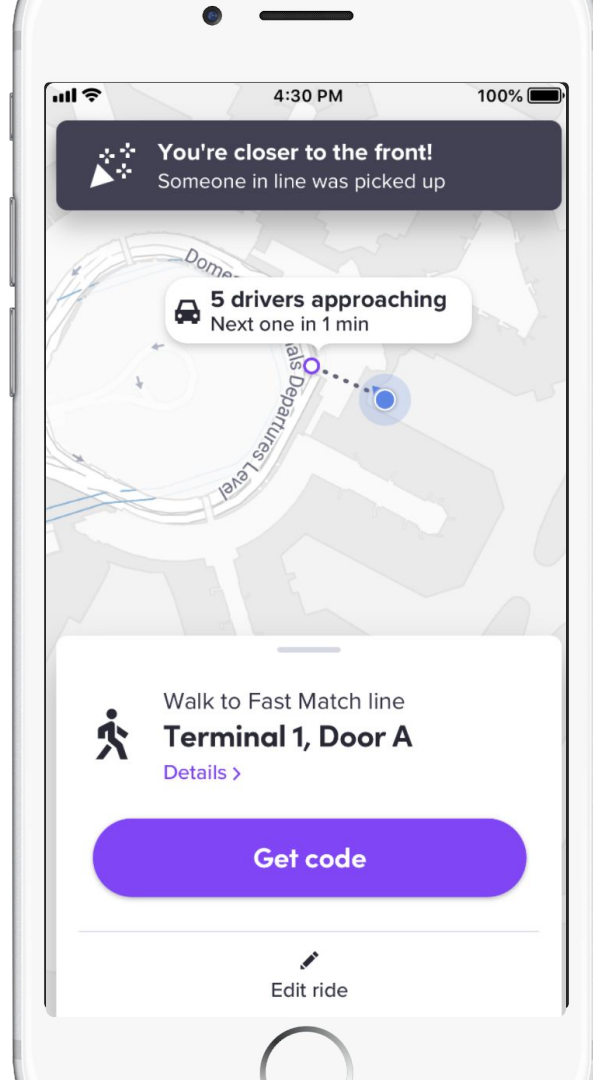 4:30 PM
100%
You're closer to the front!
Someone in line was picked up
5 drivers approaching
Next one in 1 min
Departures Level
Walk to Fast Match line
Terminal 1, Door A
Details >
Get code
Edit ride